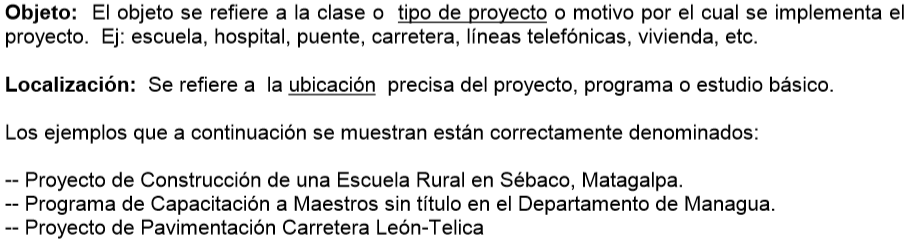 Objeto: El objeto se refiere a la clase o tipo de proyecto o motivo por el cual se implementa el
proyecto. Ej: escuela, hospital, puente, carretera, líneas telefónicas, vivienda, etc.
Localización: Se refiere a la ubicación precisa del proyecto, programa o estudio básico.
Los ejemplos que a continuación se muestran están correctamente denominados:
-- Proyecto de Construcción de una Escuela Rural en Sébaco, Matagalpa.
-- Programa de Capacitación a Maestros sin título en el Departamento de Managua.
-- Proyecto de Pavimentación Carretera León-Telica